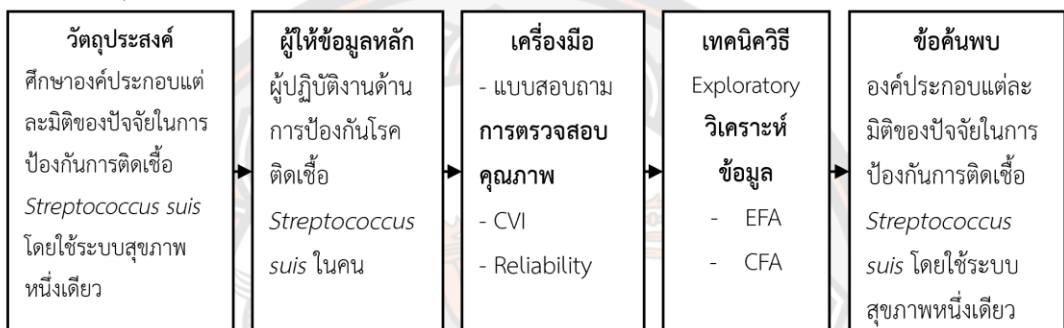 วัตถุประสงค์
ศึกษาองค์ประกอบแต่
ละมิติของปัจจัยในการ
ป้องกันการติดเชื้อ
Streptococcus suis
โดยใช้ระบบสุขภาพ
หนึ่งเดียว
ผู้ให้ข้อมูลหลัก
ผู้ปฏิบัติงานด้าน
การป้องกันโรค
ติดเชื้อ
Streptococcus
suis ในคน
เครื่องมือ
- แบบสอบถาม
การตรวจสอบ
คุณภาพ
- CVI
- Reliability
เทคนิควิธี
Exploratory
วิเคราะห์
ข้อมูล
- EFA
- CFA
ข้อค้นพบ
องค์ประกอบแต่ละ
มิติของปัจจัยในการ
ป้องกันการติดเชื้อ
Streptococcus
suis โดยใช้ระบบ
สุขภาพหนึ่งเดียว